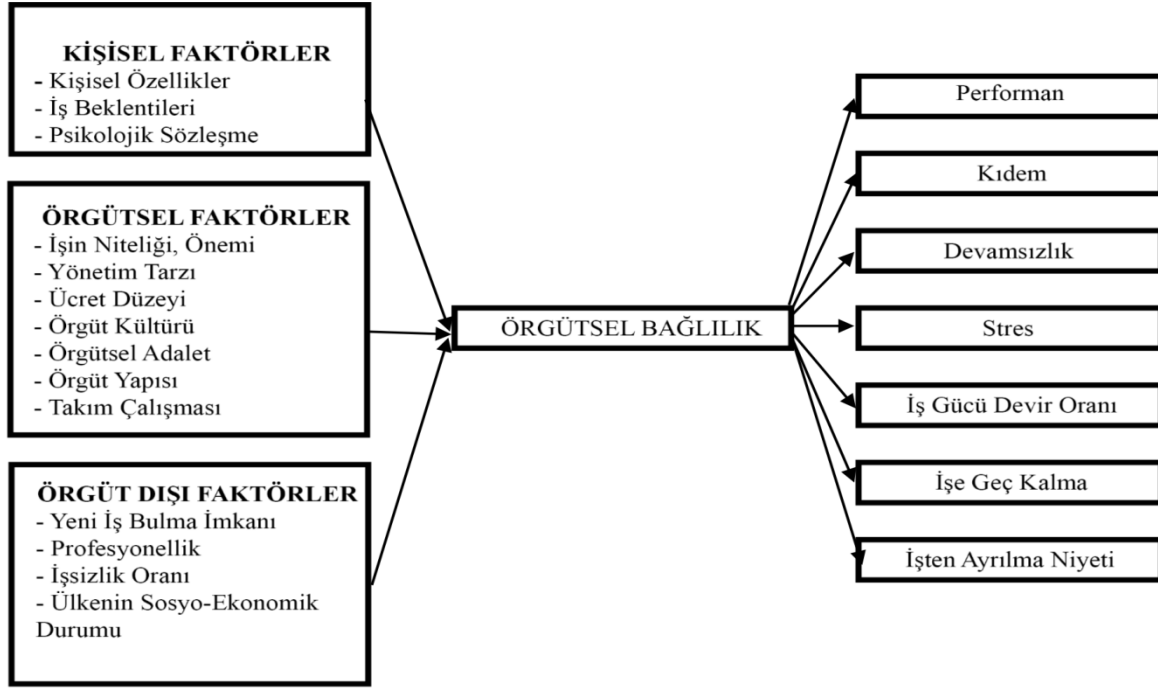 KİŞİSEL FAKTÖRLER
- Kişisel Özellikler
- İş Beklentileri
- Psikolojik Sözleşme
ÖRGÜTSEL FAKTÖRLER
- İşin Niteliği, Önemi
- Yönetim Tarzı
- Ücret Düzeyi
- Örgüt Kültürü
- Örgütsel Adalet
- Örgüt Yapısı
- Takım Çalışması
ÖRGÜT DIŞI FAKTÖRLER
- Yeni İş Bulma İmkanı
- Profesyonellik
- İşsizlik Oranı
- Ülkenin Sosyo-Ekonomik
Durumu
ÖRGÜTSEL BAĞLILIK
Performan
Kıdem
Devamsızlık
Stres
İş Gücü Devir Oranı
İşe Geç Kalma
İşten Ayrılma Niyeti